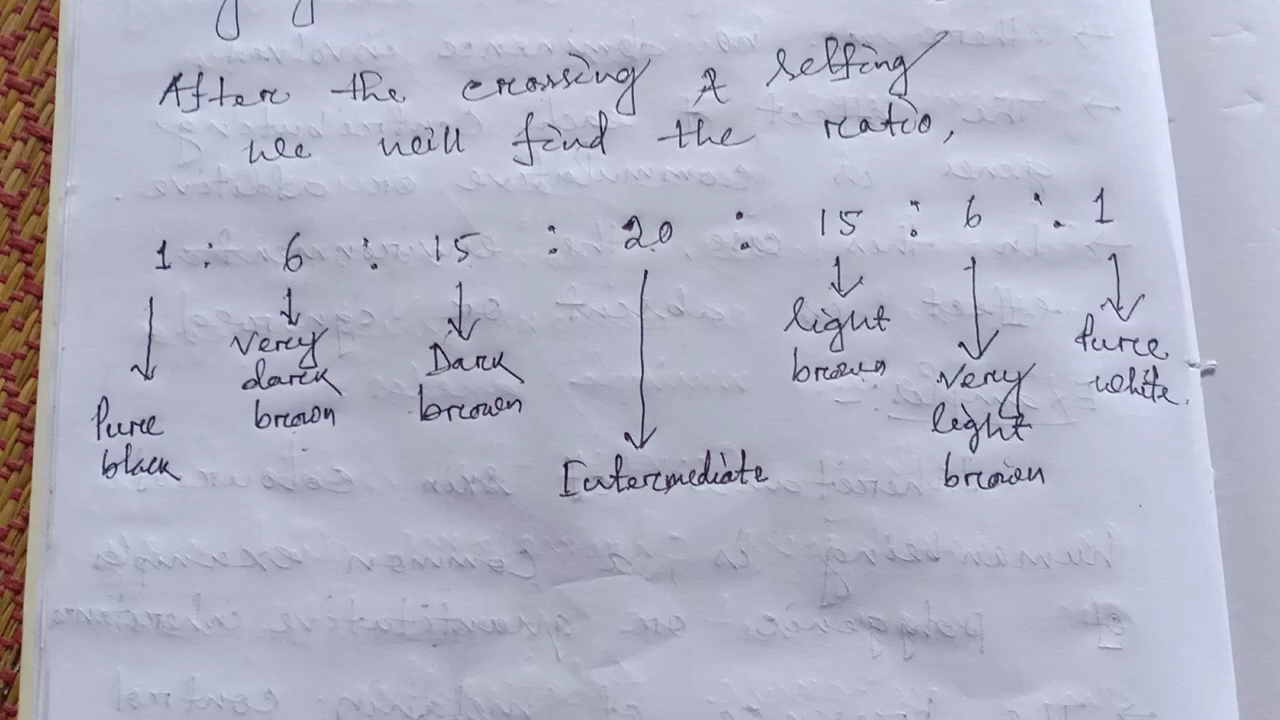 After the crossing & selfing
we will find the ratio,
1 : 6 : 15 : 20 : 15 : 6 : 1
Pure
black
Very
dark
brown
Dark
brown
Intermediate
light
brown
Very
light
brown
Pure
white.